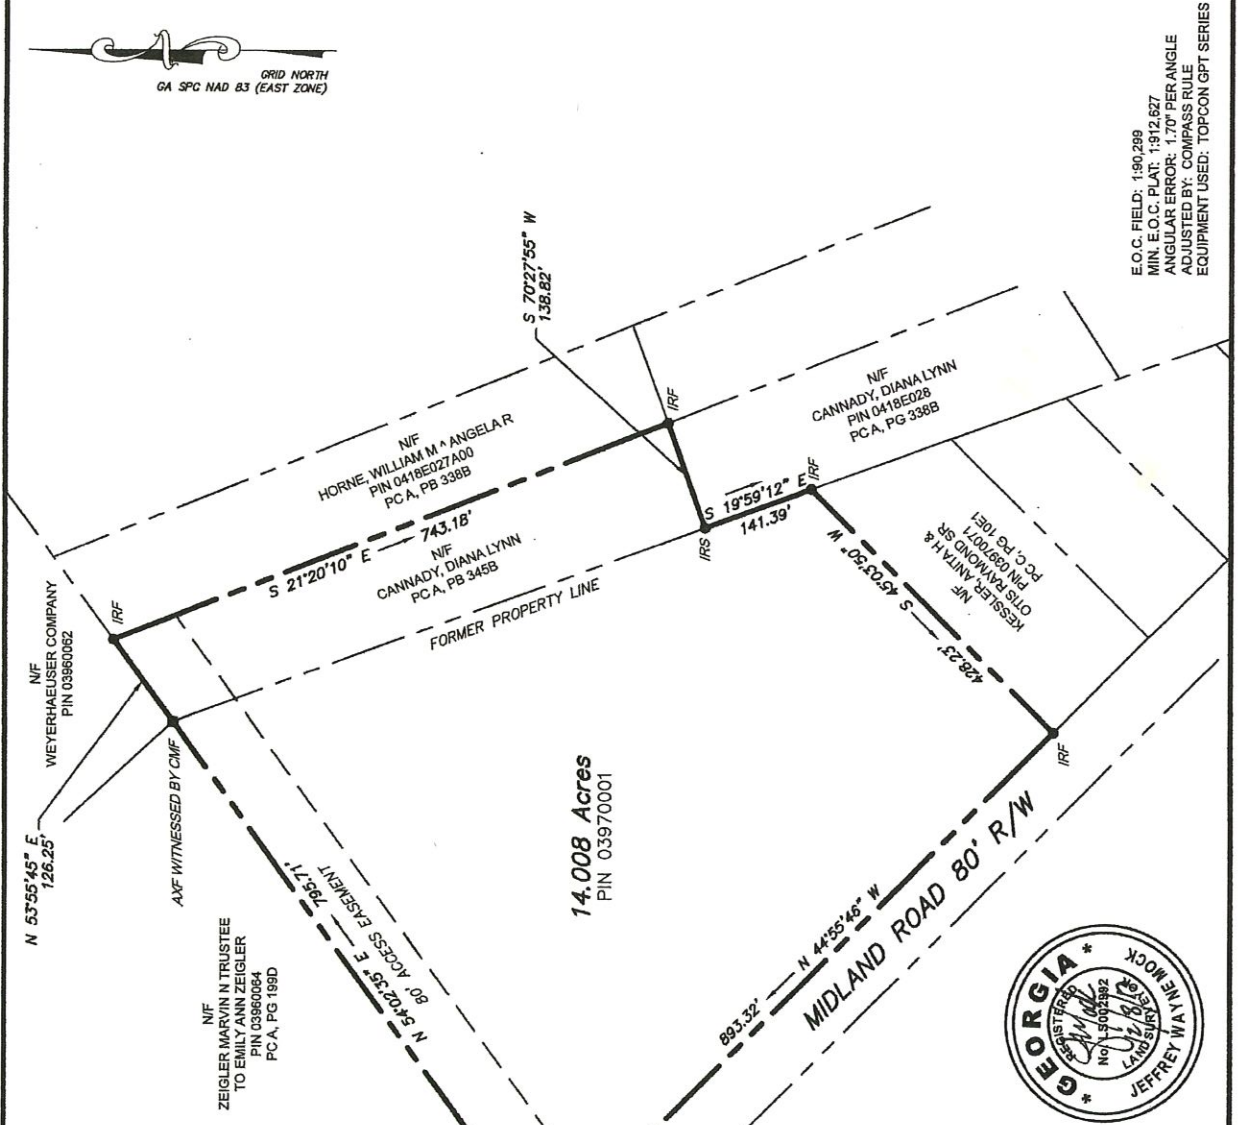 GRID NORTH
GA SPC NAD 83 (EAST ZONE)
E.O.C. FIELD: 1:90,299
MIN. E.O.C. PLAT: 1:912,627
ANGULAR ERROR: 1.70" PER ANGLE
ADJUSTED BY: COMPASS RULE
EQUIPMENT USED: TOPCON GPT SERIES
S 70°27'55" W
138.82'
N/F
HORNE, WILLIAM M ^ ANGELA R
PIN 0418E027A00
PC A, PB 338B
IRF
N/F
CANNADY, DIANA LYNN
PIN 0418E028
PC A, PG 338B
S 21°20'10" E
743.18'
N/F
CANNADY, DIANA LYNN
PC A, PB 345B
FORMER PROPERTY LINE
IRS
S 19°59'12" E
141.39'
IRF
N/F
WEYERHAEUSER COMPANY
PIN 03960062
IRF
N 53°55'45" E
126.25'
AXF WITNESSED BY CMF
N/F
KESSLER ANITA H &
OTIS RAYMOND SR
PIN 03970071
PC C, PG 10E1
S 45°03'50" W
428.23'
IRF
14.008 Acres
PIN 03970001
N/F
ZEIGLER MARVIN N TRUSTEE
TO EMILY ANN ZEIGLER
PIN 03960064
PC A, PG 199D
795.71'
N 54°02'35" E
80' ACCESS EASEMENT
N 44°55'46" W
893.32'
MIDLAND ROAD 80' R/W
* GEORGIA *
REGISTERED
No. LS002992
LAND SURVEYOR
JEFFREY WAYNE MOCK